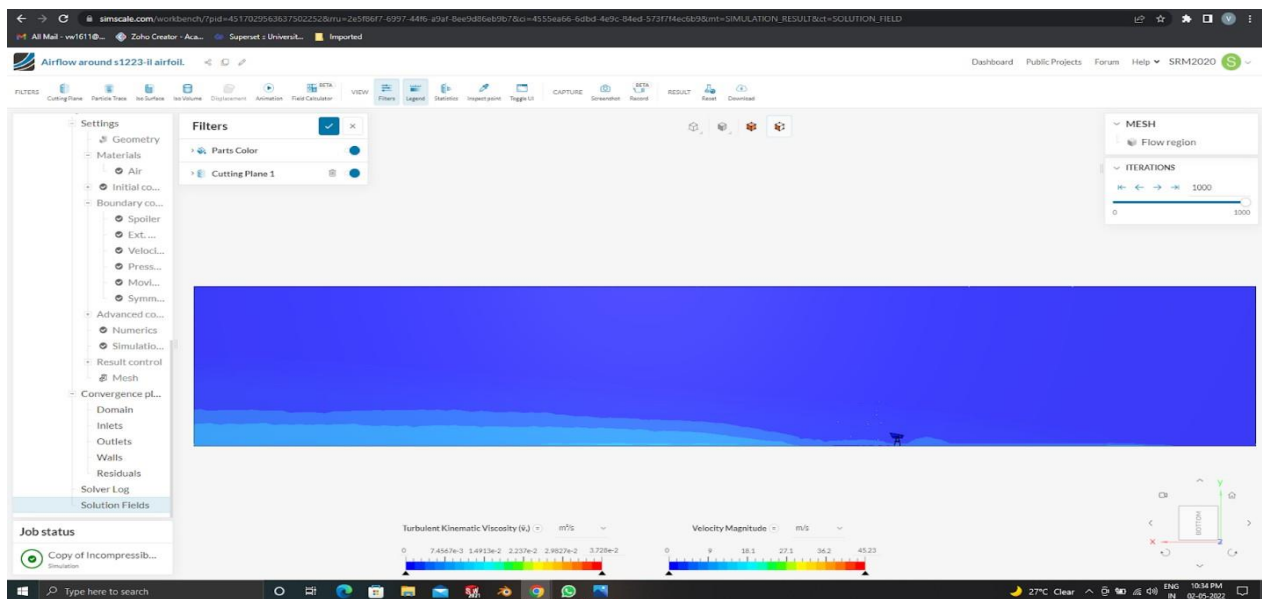 simscale.com/workbench/?pid=4517029563637502252&rru=2e5f86f7-6997-44f6-a9af-8ee9d86eb9b7&ci=4555ea66-6dbd-4e9c-84ed-573f7f4ec6b9&mt=SIMULATION_RESULT&ct=SOLUTION_FIELD
All Mail - vw1611@... Zoho Creator - Aca... Superset :: Universit... Imported
Airflow around s1223-il airfoil. Dashboard Public Projects Forum Help SRM2020 S
FILTERS Cutting Plane Particle Trace Iso Surface Iso Volume Displacement Animation Field Calculator BETA VIEW Filters Legend Statistics Inspect point Toggle UI CAPTURE Screenshot Record BETA RESULT Reset Download
Settings
Geometry
Materials
Air
Initial co...
Boundary co...
Spoiler
Ext. ...
Veloci...
Press...
Movi...
Symm...
Advanced co...
Numerics
Simulatio...
Result control
Mesh
Convergence pl...
Domain
Inlets
Outlets
Walls
Residuals
Solver Log
Solution Fields
Job status
Copy of Incompressib...
Simulation
Filters
Parts Color
Cutting Plane 1
MESH
Flow region
ITERATIONS
1000
0 1000
Turbulent Kinematic Viscosity (ṽₜ) m²/s
0 7.4567e-3 1.4913e-2 2.237e-2 2.9827e-2 3.728e-2
Velocity Magnitude m/s
0 9 18.1 27.1 36.2 45.23
Y
X
Z
BOTTOM
Type here to search
27°C Clear ENG IN 10:34 PM 02-05-2022